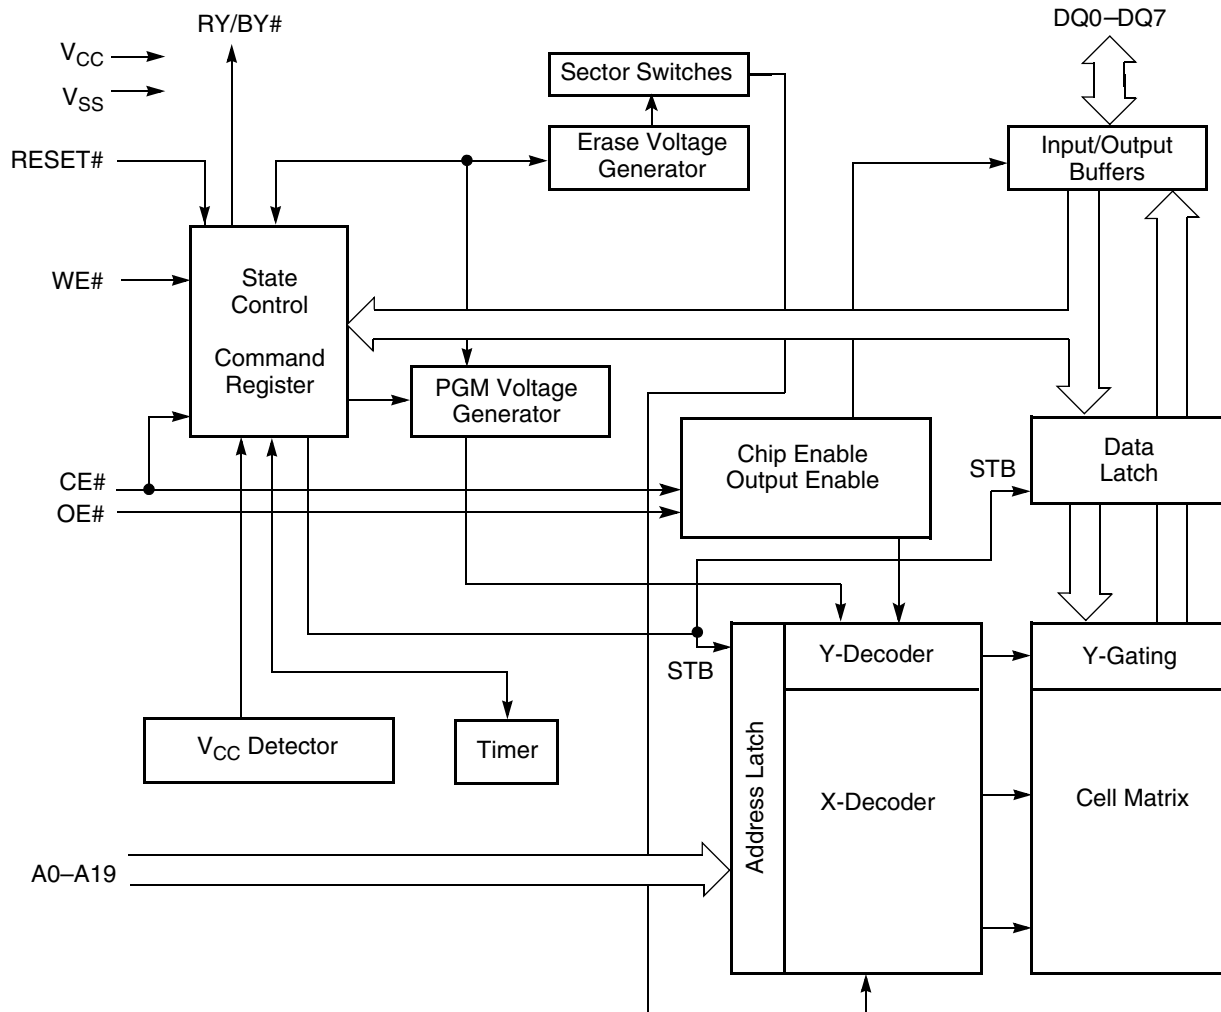 RY/BY#
DQ0–DQ7
VCC
VSS
Sector Switches
Erase Voltage
Generator
Input/Output
Buffers
RESET#
WE#
State
Control
Command
Register
PGM Voltage
Generator
Chip Enable
Output Enable
Data
Latch
STB
CE#
OE#
STB
Y-Decoder
Y-Gating
VCC Detector
Timer
Address Latch
X-Decoder
Cell Matrix
A0–A19